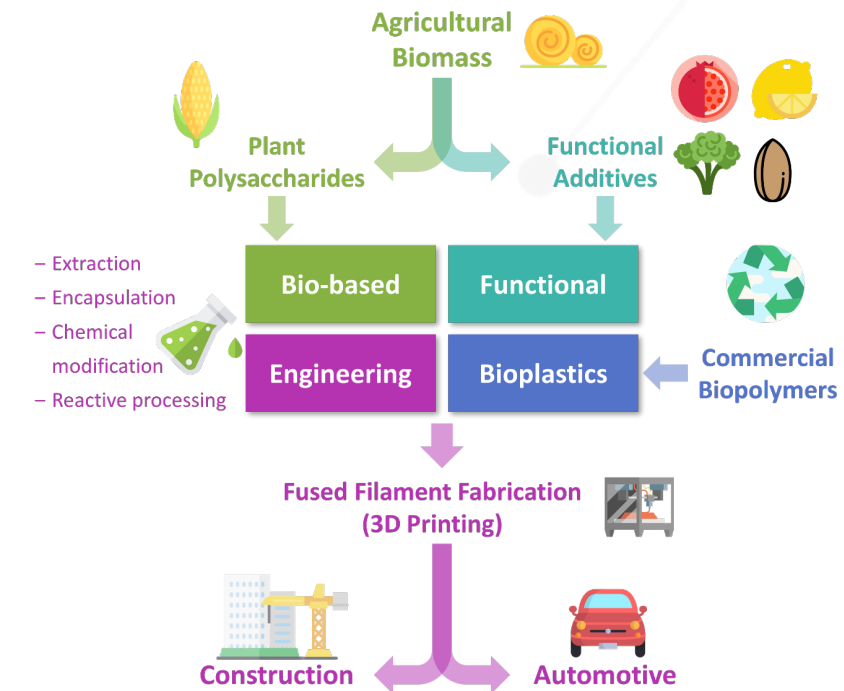 Agricultural
Biomass
Plant
Polysaccharides
Functional
Additives
– Extraction
– Encapsulation
– Chemical
modification
– Reactive processing
Bio-based
Functional
Engineering
Bioplastics
Commercial
Biopolymers
Fused Filament Fabrication
(3D Printing)
Construction
Automotive